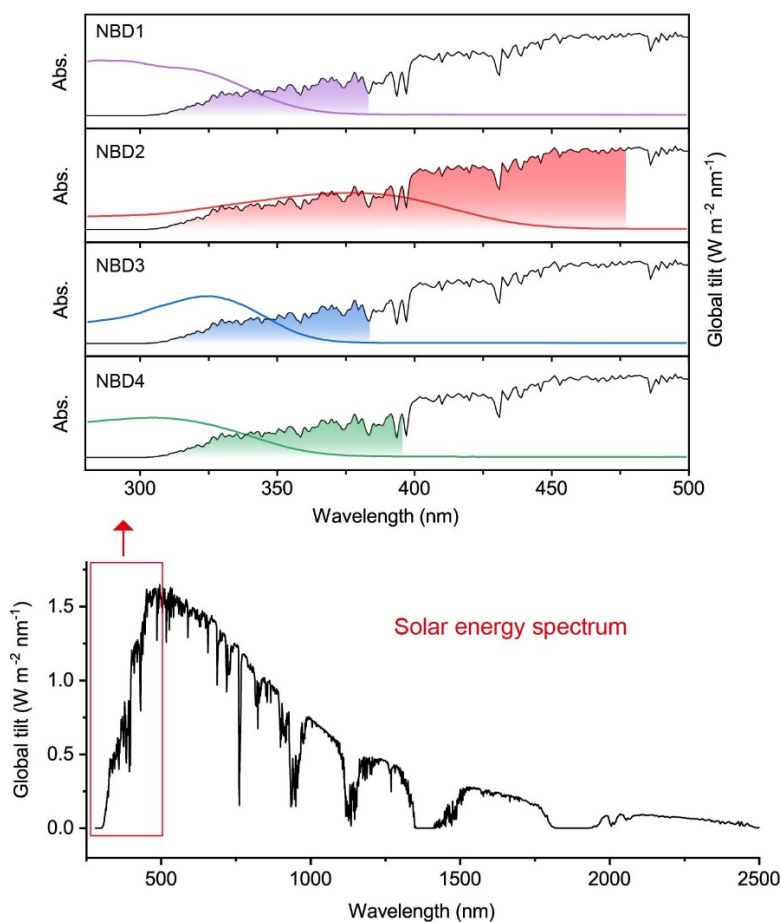 NBD1
Abs.
NBD2
Abs.
NBD3
Abs.
NBD4
Abs.
Global tilt (W m⁻² nm⁻¹)
300 350 400 450 500
Wavelength (nm)
Solar energy spectrum
Global tilt (W m⁻² nm⁻¹)
1.5
1.0
0.5
0.0
500 1000 1500 2000 2500
Wavelength (nm)